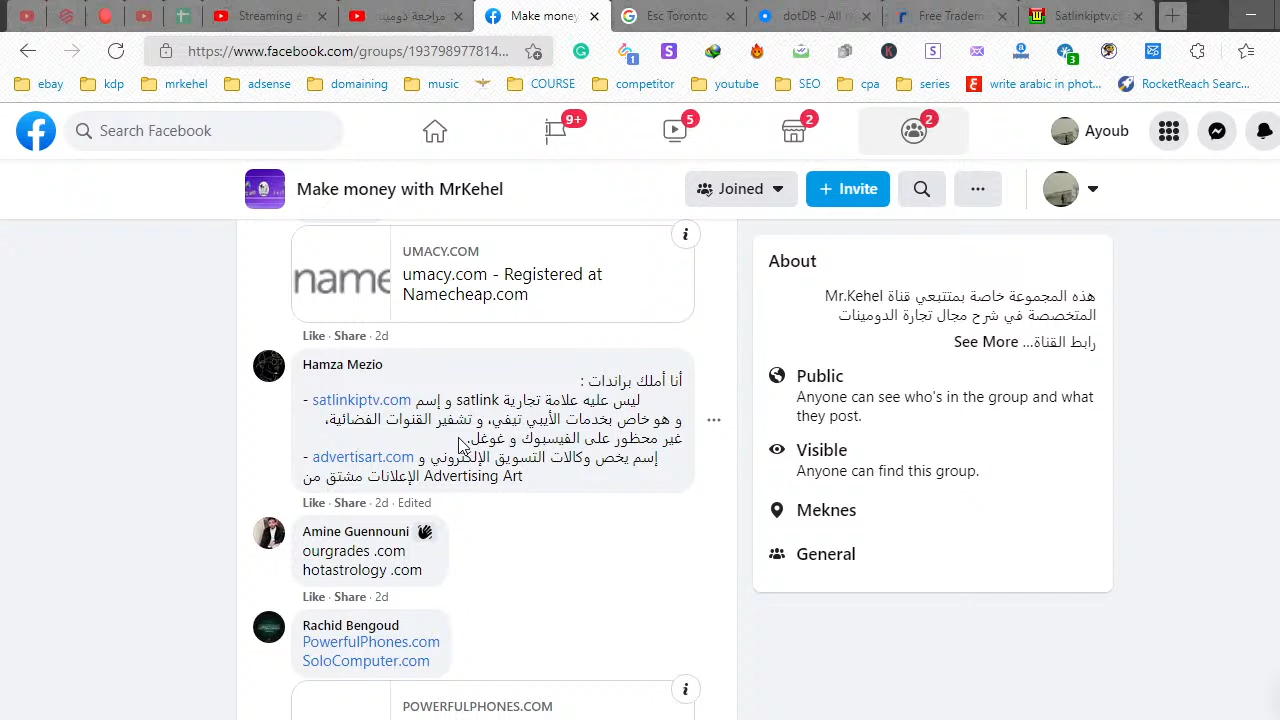 Streaming e
مراجعة دومينا
Make money
Esc Toronto
dotDB - All r
Free Tradem
Satlinkiptv.c
https://www.facebook.com/groups/193798977814...
1
3
ebay
kdp
mrkehel
adsense
domaining
music
COURSE
competitor
youtube
SEO
cpa
series
write arabic in phot...
RocketReach Searc...
Search Facebook
9+
5
2
2
Ayoub
Make money with MrKehel
Joined
+ Invite
UMACY.COM
name
umacy.com - Registered at
Namecheap.com
Like · Share · 2d
Hamza Mezio
أنا أملك براندات :
- satlinkiptv.com ليس عليه علامة تجارية satlink و إسم
و هو خاص بخدمات الأيبي تيفي، و تشفير القنوات الفضائية،
غير محظور على الفيسبوك و غوغل.
- advertisart.com إسم يخص وكالات التسويق الإلكتروني و
الإعلانات مشتق من Advertising Art
Like · Share · 2d · Edited
Amine Guennouni
ourgrades .com
hotastrology .com
Like · Share · 2d
Rachid Bengoud
PowerfulPhones.com
SoloComputer.com
POWERFULPHONES.COM
About
هذه المجموعة خاصة بمتتبعي قناة Mr.Kehel
المتخصصة في شرح مجال تجارة الدومينات
رابط القناة... See More
Public
Anyone can see who's in the group and what
they post.
Visible
Anyone can find this group.
Meknes
General